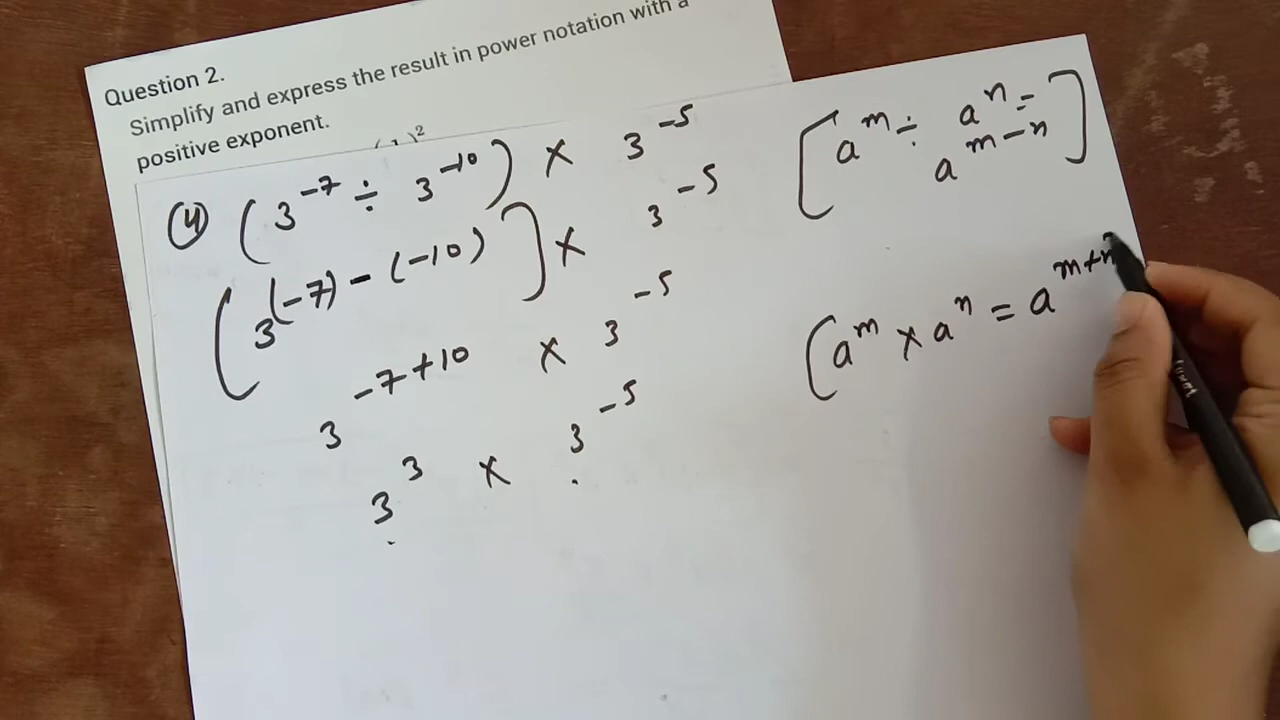 Question 2.
Simplify and express the result in power notation with a
positive exponent.
(4) (3^-7 ÷ 3^-10) × 3^-5
[3^(-7) - (-10)] × 3^-5
3^-7+10 × 3^-5
3^3 × 3^-5
[a^m ÷ a^n =
a^m-n]
(a^m × a^n = a^m+n